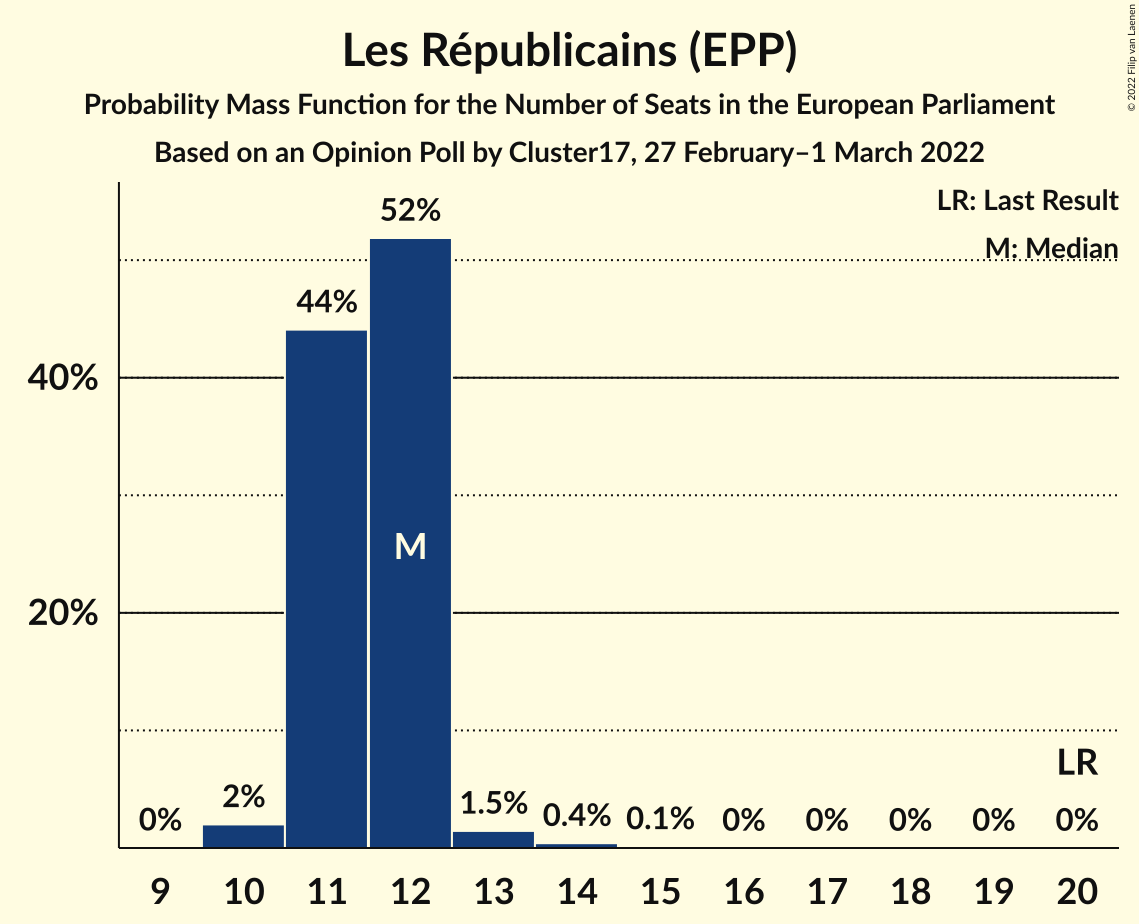 Les Républicains (EPP)
Probability Mass Function for the Number of Seats in the European Parliament
Based on an Opinion Poll by Cluster17, 27 February–1 March 2022
© 2022 Filip van Laenen
LR: Last Result
M: Median
52%
44%
40%
M
20%
LR
0% 2% 1.5% 0.4% 0.1% 0% 0% 0% 0% 0%
9 10 11 12 13 14 15 16 17 18 19 20